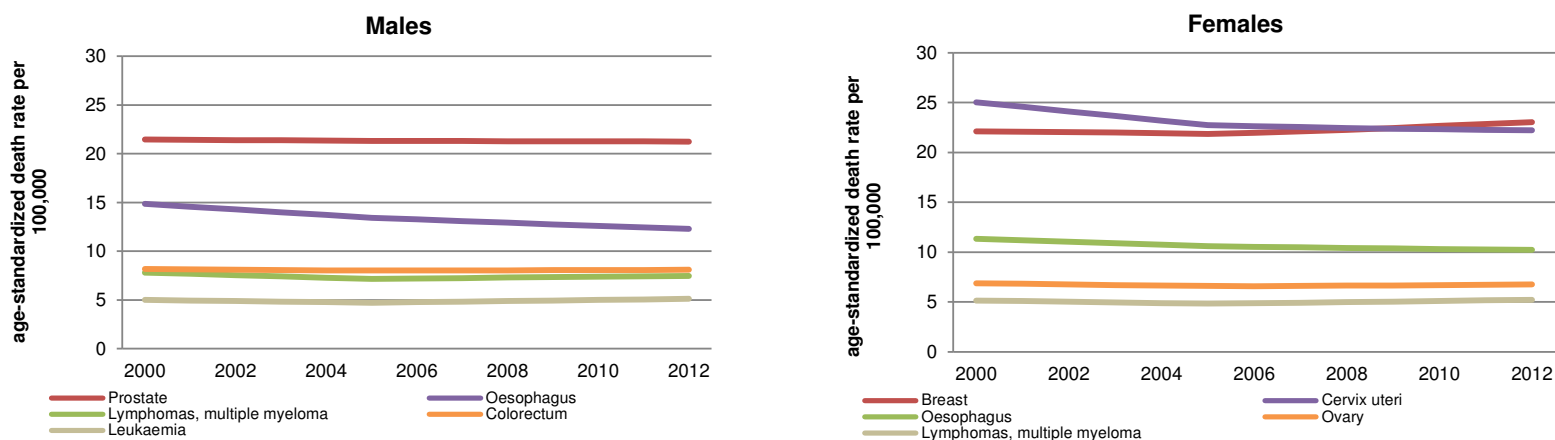 Males
age-standardized death rate per
100,000
30
25
20
15
10
5
0
2000 2002 2004 2006 2008 2010 2012
Prostate Oesophagus
Lymphomas, multiple myeloma Colorectum
Leukaemia
Females
age-standardized death rate per
100,000
30
25
20
15
10
5
0
2000 2002 2004 2006 2008 2010 2012
Breast Cervix uteri
Oesophagus Ovary
Lymphomas, multiple myeloma